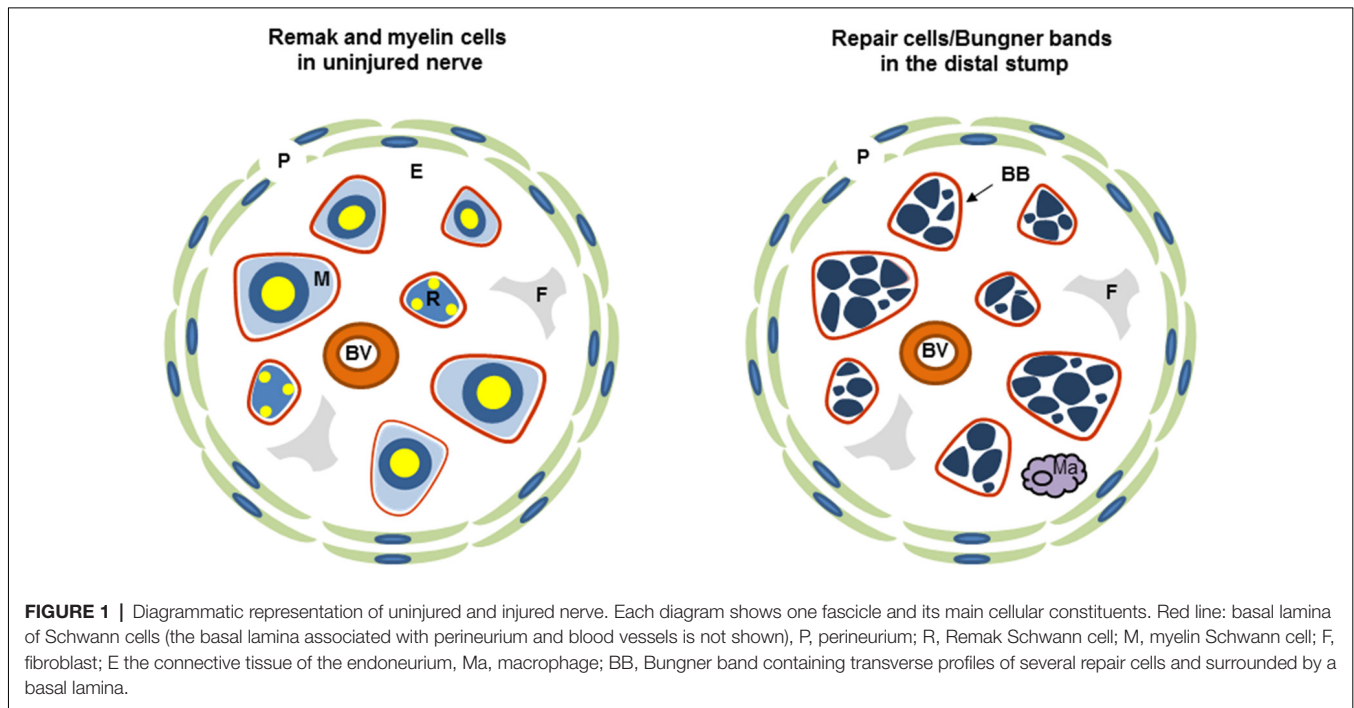 Remak and myelin cells
in uninjured nerve
Repair cells/Bungner bands
in the distal stump
P
E
M
R
F
BV
P
BB
F
BV
Ma
FIGURE 1 | Diagrammatic representation of uninjured and injured nerve. Each diagram shows one fascicle and its main cellular constituents. Red line: basal lamina
of Schwann cells (the basal lamina associated with perineurium and blood vessels is not shown), P, perineurium; R, Remak Schwann cell; M, myelin Schwann cell; F,
fibroblast; E the connective tissue of the endoneurium, Ma, macrophage; BB, Bungner band containing transverse profiles of several repair cells and surrounded by a
basal lamina.